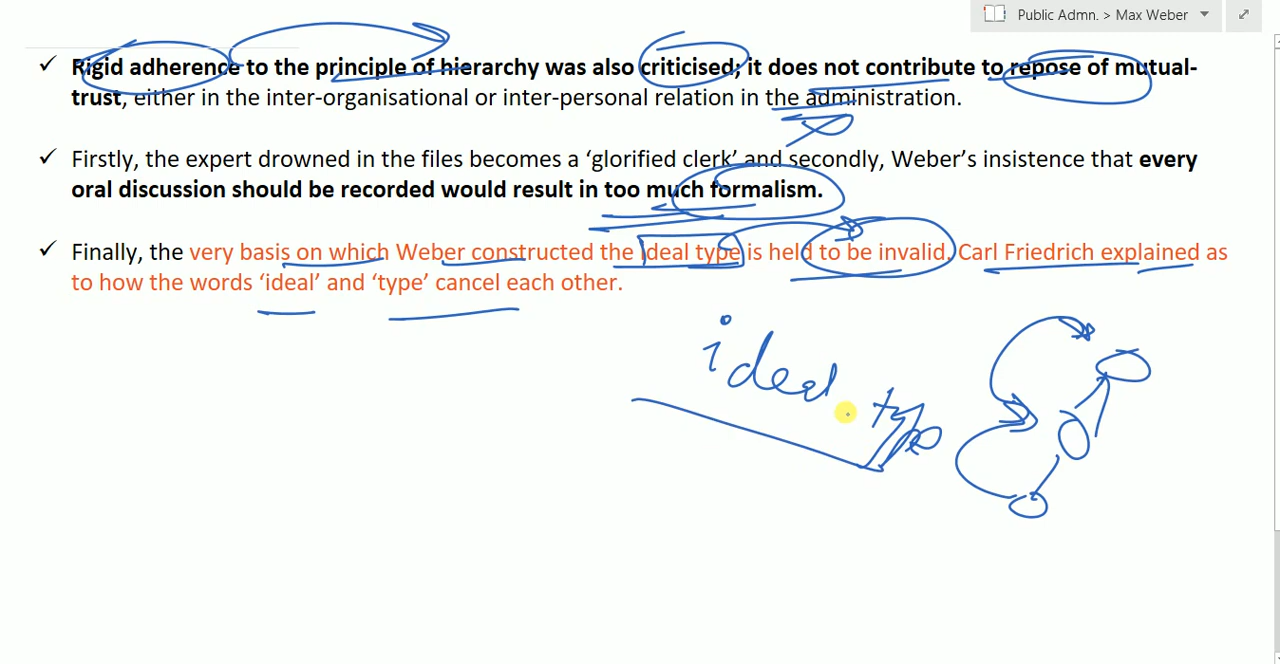 Public Admn. > Max Weber
✓ Rigid adherence to the principle of hierarchy was also criticised; it does not contribute to repose of mutual-
trust, either in the inter-organisational or inter-personal relation in the administration.
✓ Firstly, the expert drowned in the files becomes a ‘glorified clerk’ and secondly, Weber’s insistence that every
oral discussion should be recorded would result in too much formalism.
✓ Finally, the very basis on which Weber constructed the ideal type is held to be invalid. Carl Friedrich explained as
to how the words ‘ideal’ and ‘type’ cancel each other.
ideal type